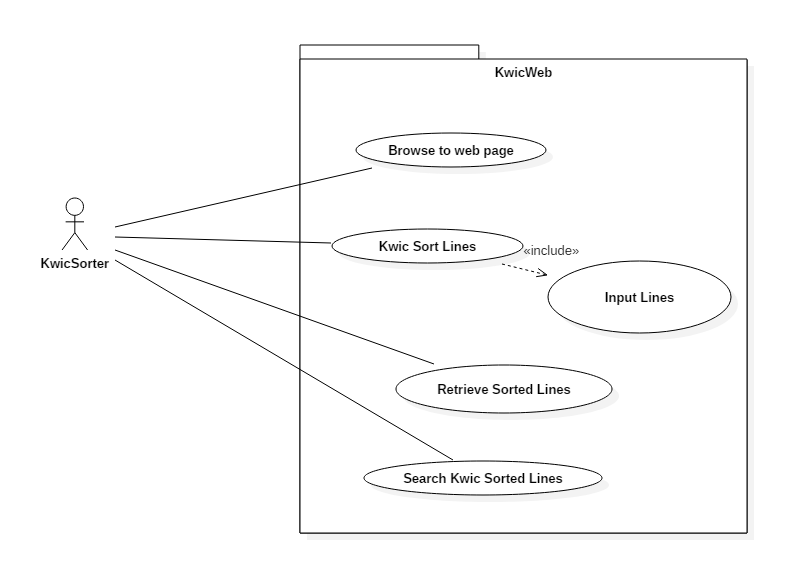 KwicWeb
Browse to web page
Kwic Sort Lines
«include»
KwicSorter
Input Lines
Retrieve Sorted Lines
Search Kwic Sorted Lines